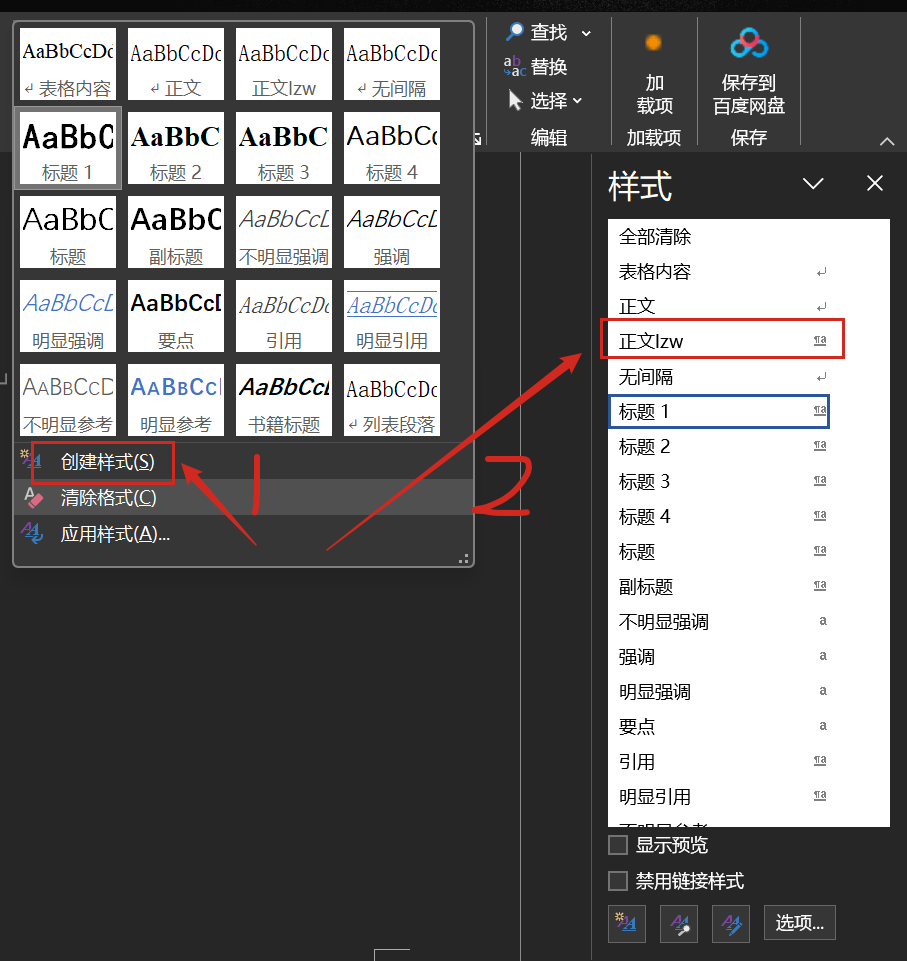 AaBbCcDc AaBbCcDc AaBbCcDc AaBbCcDc
↵ 表格内容 ↵ 正文 正文lzw ↵ 无间隔
AaBbC AaBbC AaBbC AaBbCc
标题 1 标题 2 标题 3 标题 4
AaBbC AaBbC AaBbCcL AaBbCcL
标题 副标题 不明显强调 强调
AaBbCcL AaBbCcI AaBbCcDc AaBbCcDc
明显强调 要点 引用 明显引用
AaBbCcD AaBbCcI AaBbCcL AaBbCcDc
不明显参考 明显参考 书籍标题 ↵ 列表段落
创建样式(S)
清除格式(C)
应用样式(A)...
1
2
查找
替换
选择
编辑
加
载项
加载项
保存到
百度网盘
保存
样式
全部清除
表格内容 ↵
正文 ↵
正文lzw ¶a
无间隔 ↵
标题 1 ¶a
标题 2 ¶a
标题 3 ¶a
标题 4 ¶a
标题 ¶a
副标题 ¶a
不明显强调 a
强调 a
明显强调 a
要点 a
引用 ¶a
明显引用 ¶a
显示预览
禁用链接样式
选项...